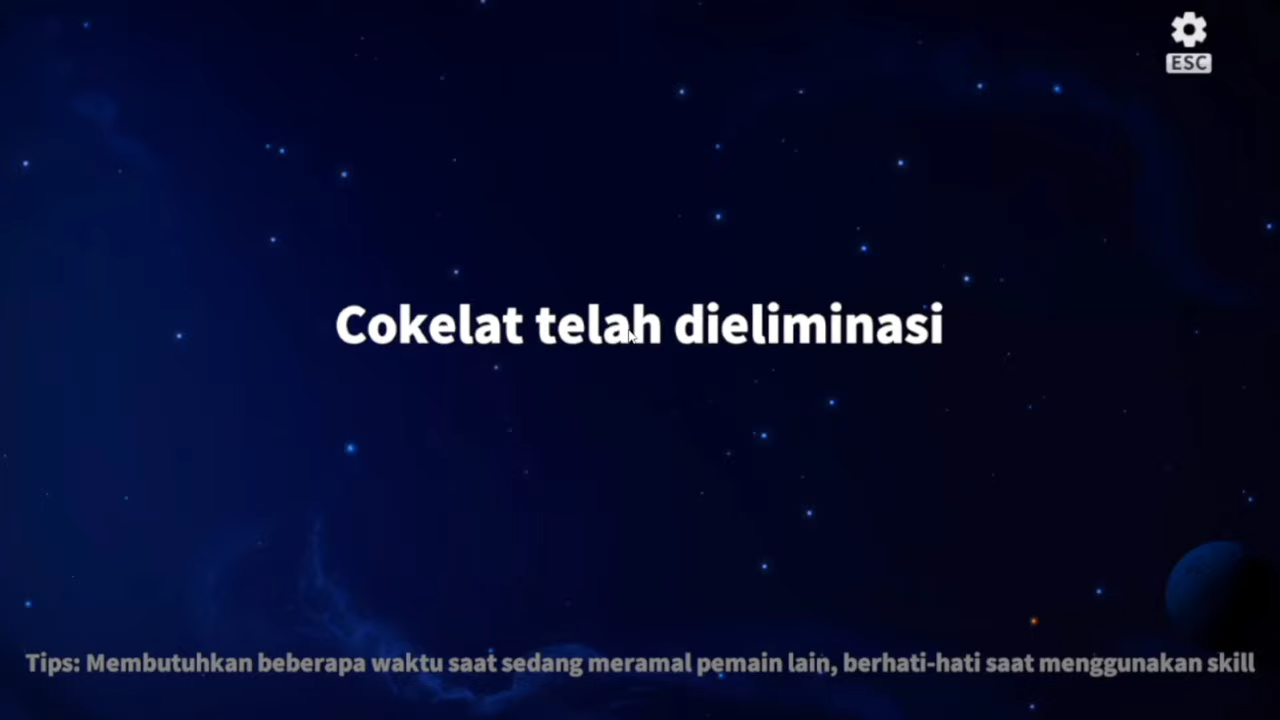 ESC
Cokelat telah dieliminasi
Tips: Membutuhkan beberapa waktu saat sedang meramal pemain lain, berhati-hati saat menggunakan skill